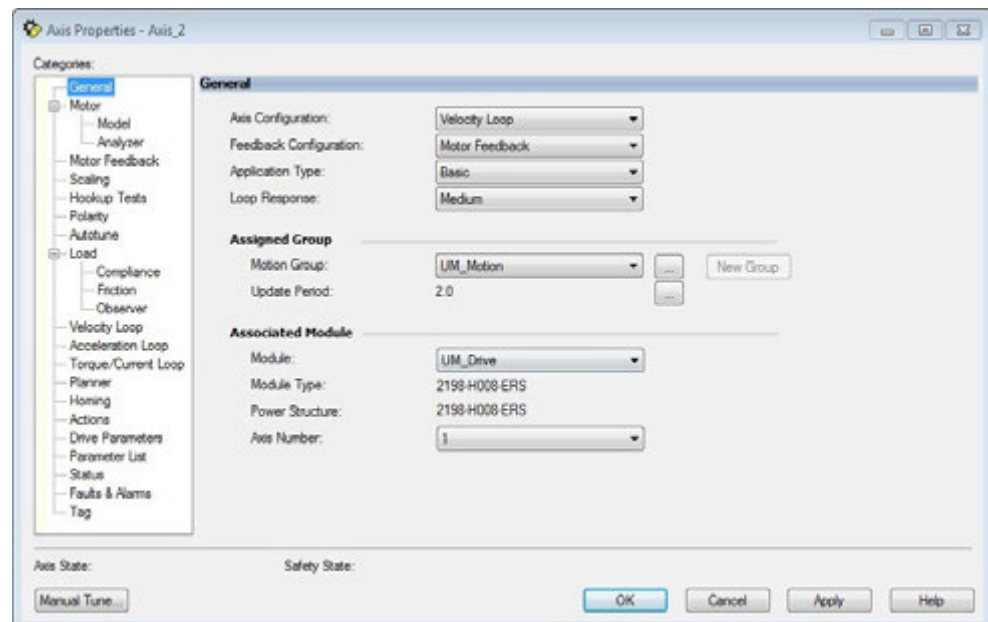 Axis Properties - Axis_2
Categories:
General
Motor
Model
Analyzer
Motor Feedback
Scaling
Hookup Tests
Polarity
Autotune
Load
Compliance
Friction
Observer
Velocity Loop
Acceleration Loop
Torque/Current Loop
Planner
Homing
Actions
Drive Parameters
Parameter List
Status
Faults & Alarms
Tag
General
Axis Configuration: Velocity Loop
Feedback Configuration: Motor Feedback
Application Type: Basic
Loop Response: Medium
Assigned Group
Motion Group: UM_Motion ... New Group
Update Period: 2.0 ...
Associated Module
Module: UM_Drive
Module Type: 2198-H008-ERS
Power Structure: 2198-H008-ERS
Axis Number: 1
Axis State: Safety State:
Manual Tune... OK Cancel Apply Help